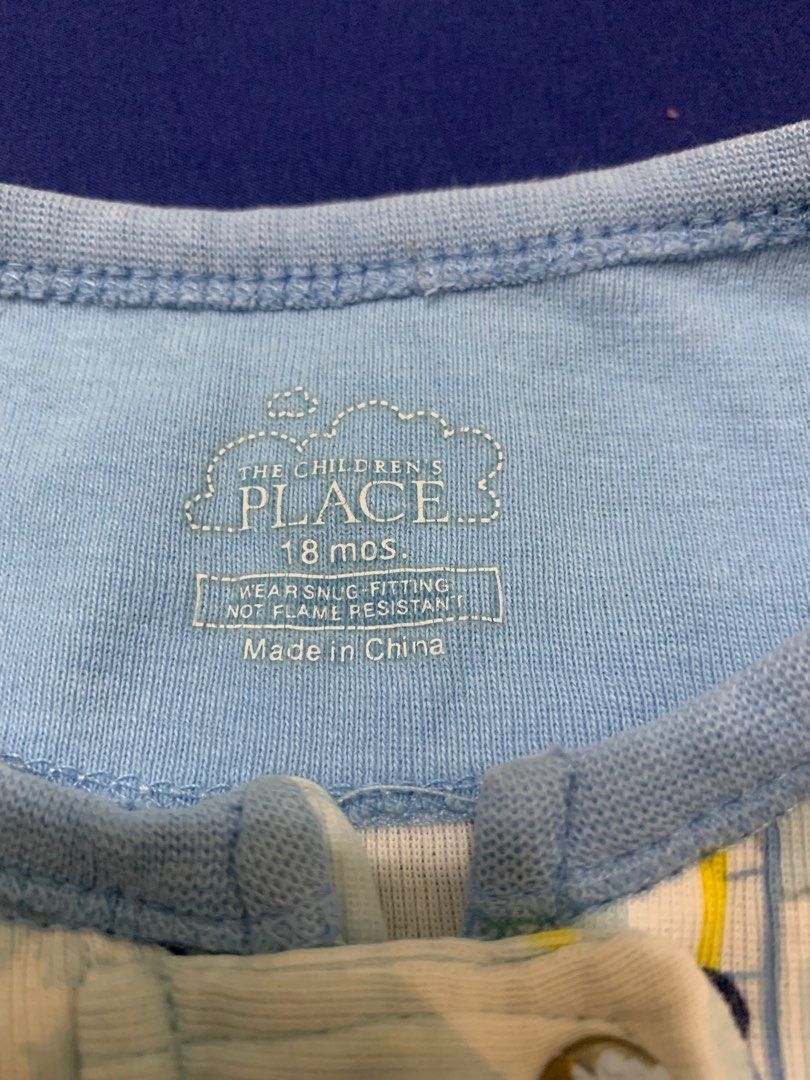 THE CHILDREN'S
PLACE
18 mos.
WEAR SNUG-FITTING
NOT FLAME RESISTANT
Made in China